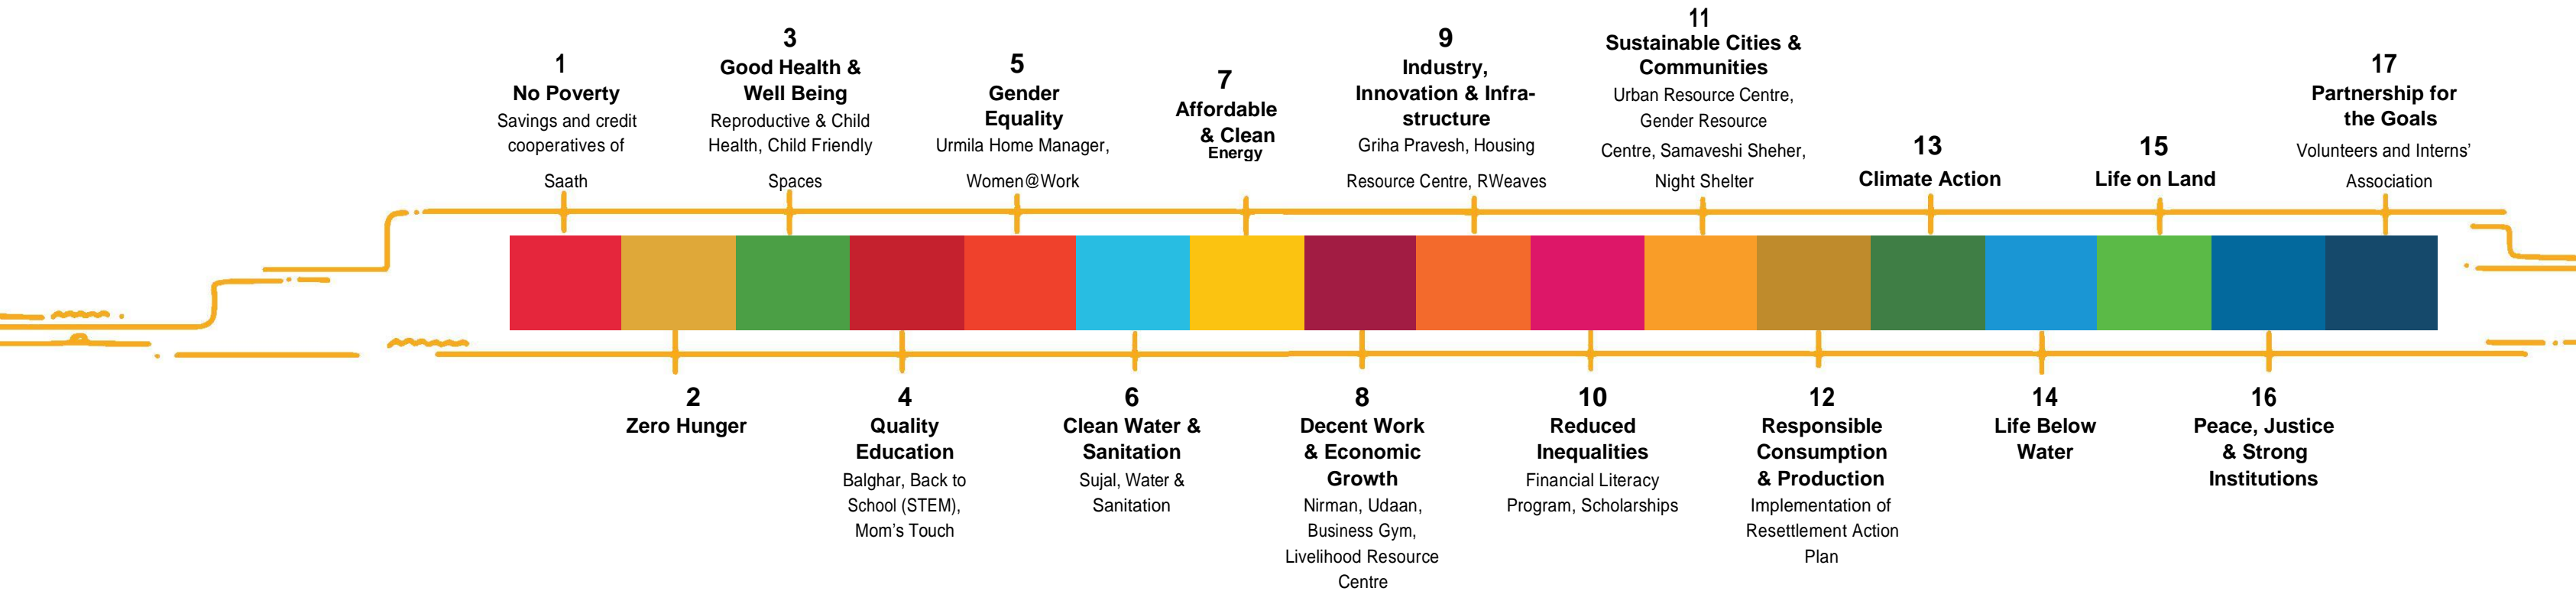 1
No Poverty
Savings and credit
cooperatives of
Saath
3
Good Health &
Well Being
Reproductive & Child
Health, Child Friendly
Spaces
5
Gender
Equality
Urmila Home Manager,
Women@Work
7
Affordable
& Clean
Energy
9
Industry,
Innovation & Infra-
structure
Griha Pravesh, Housing
Resource Centre, RWeaves
11
Sustainable Cities &
Communities
Urban Resource Centre,
Gender Resource
Centre, Samaveshi Sheher,
Night Shelter
13
Climate Action
15
Life on Land
17
Partnership for
the Goals
Volunteers and Interns’
Association
2
Zero Hunger
4
Quality
Education
Balghar, Back to
School (STEM),
Mom’s Touch
6
Clean Water &
Sanitation
Sujal, Water &
Sanitation
8
Decent Work
& Economic
Growth
Nirman, Udaan,
Business Gym,
Livelihood Resource
Centre
10
Reduced
Inequalities
Financial Literacy
Program, Scholarships
12
Responsible
Consumption
& Production
Implementation of
Resettlement Action
Plan
14
Life Below
Water
16
Peace, Justice
& Strong
Institutions